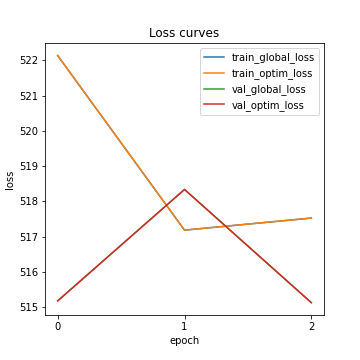 Loss curves
train_global_loss
train_optim_loss
val_global_loss
val_optim_loss
522
521
520
519
518
517
516
515
loss
0
1
2
epoch